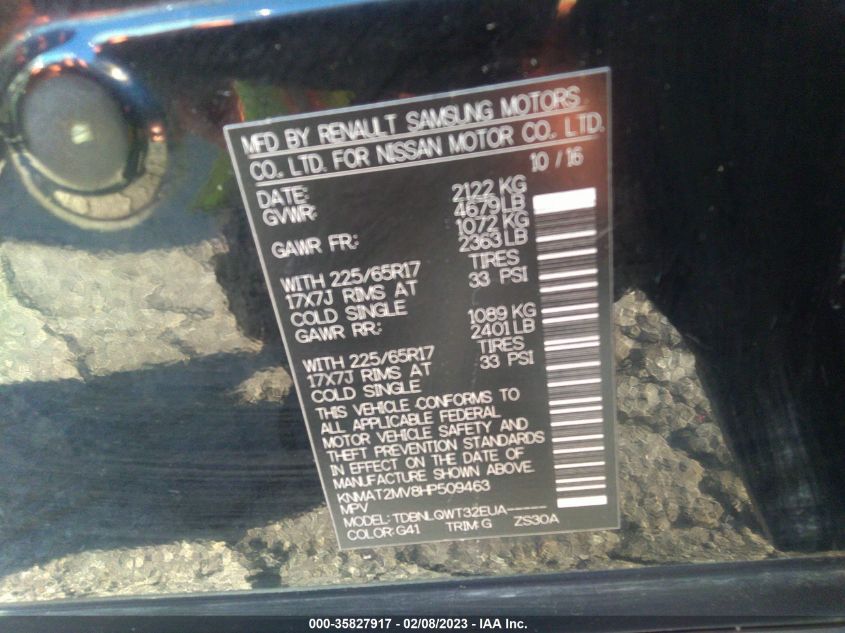 MFD BY RENAULT SAMSUNG MOTORS
CO., LTD. FOR NISSAN MOTOR CO., LTD.
DATE: 10 / 16
GVWR: 2122 KG
4679 LB
GAWR FR: 1072 KG
2363 LB
WITH 225/65R17 TIRES
17X7J RIMS AT 33 PSI
COLD SINGLE
GAWR RR: 1089 KG
2401 LB
WITH 225/65R17 TIRES
17X7J RIMS AT 33 PSI
COLD SINGLE
THIS VEHICLE CONFORMS TO
ALL APPLICABLE FEDERAL
MOTOR VEHICLE SAFETY AND
THEFT PREVENTION STANDARDS
IN EFFECT ON THE DATE OF
MANUFACTURE SHOWN ABOVE.
KNMAT2MV8HP509463
MPV
MODEL: TDBNLQWT32EUA-----
COLOR: G41 TRIM: G ZS30A
000-35827917 - 02/08/2023 - IAA Inc.